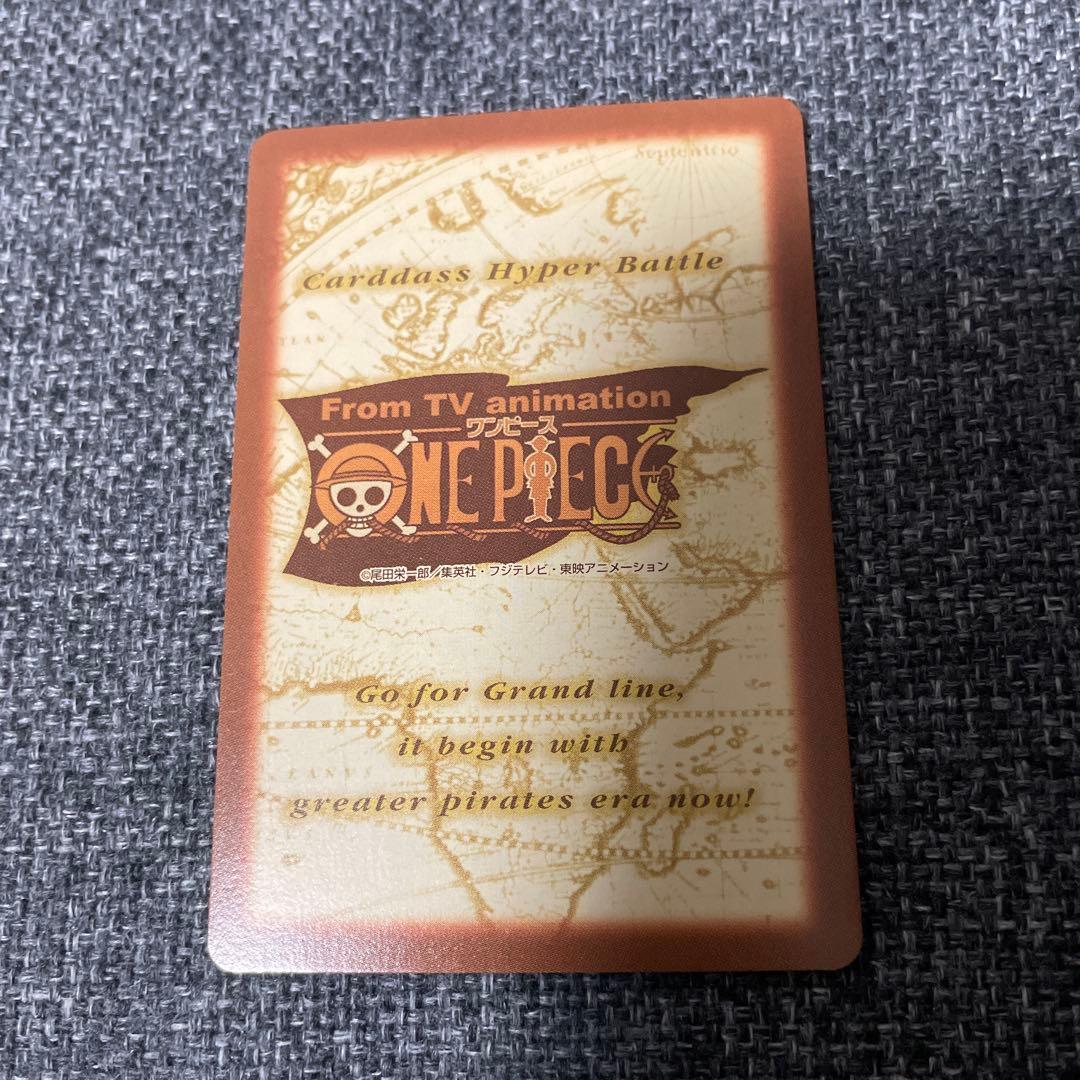 Septentrio
Carddass Hyper Battle
From TV animation
ワンピース
ONE PIECE
©尾田栄一郎／集英社・フジテレビ・東映アニメーション
Go for Grand line,
it begin with
greater pirates era now!